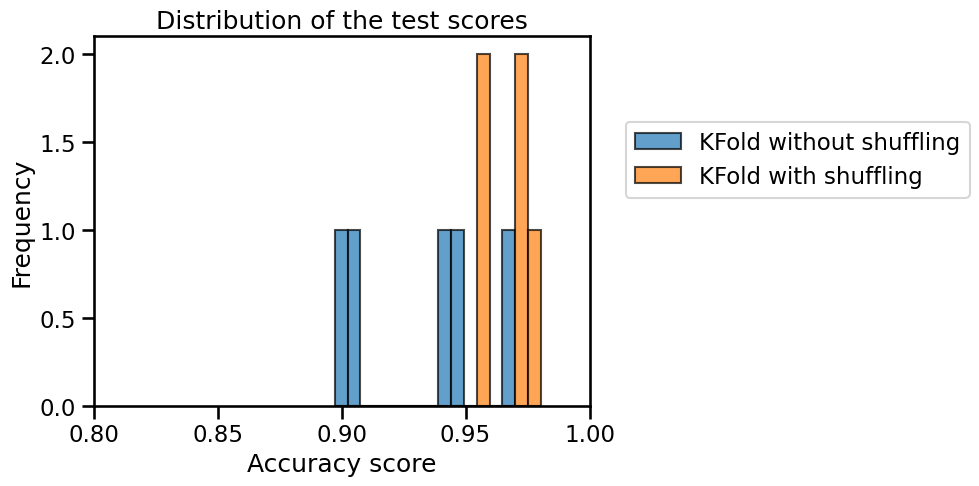 Distribution of the test scores
2.0
1.5
1.0
0.5
0.0
Frequency
0.80 0.85 0.90 0.95 1.00
Accuracy score
KFold without shuffling
KFold with shuffling